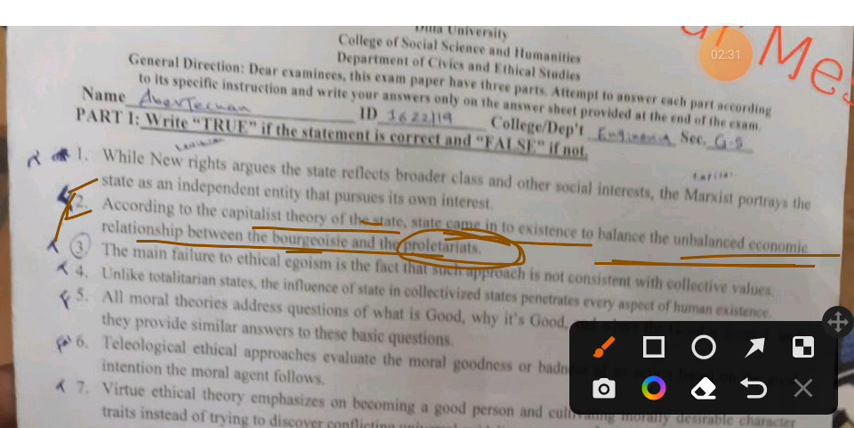 Dilla University
College of Social Science and Humanities
Department of Civics and Ethical Studies
General Direction: Dear examinees, this exam paper have three parts. Attempt to answer each part according
to its specific instruction and write your answers only on the answer sheet provided at the end of the exam.
Name ID 1622/19 College/Dep't Sec. G-8
PART I: Write "TRUE" if the statement is correct and "FALSE" if not.
1. While New rights argues the state reflects broader class and other social interests, the Marxist portrays the
state as an independent entity that pursues its own interest.
2. According to the capitalist theory of the state, state came in to existence to balance the unbalanced economic
relationship between the bourgeoisie and the proletariats.
3. The main failure to ethical egoism is the fact that such approach is not consistent with collective values.
4. Unlike totalitarian states, the influence of state in collectivized states penetrates every aspect of human existence.
5. All moral theories address questions of what is Good, why it's Good,
they provide similar answers to these basic questions.
6. Teleological ethical approaches evaluate the moral goodness or badn
intention the moral agent follows.
7. Virtue ethical theory emphasizes on becoming a good person and cultivating morally desirable character
traits instead of trying to discover conflicting
02:31